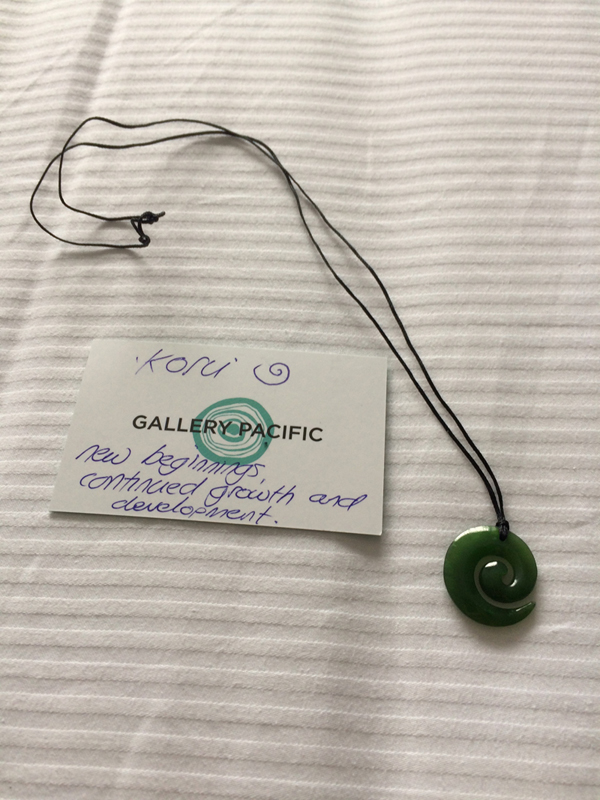 Koru
GALLERY PACIFIC
new beginnings,
continued growth and
development.